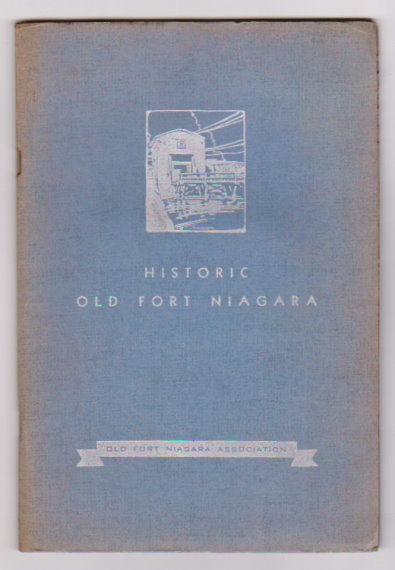 HISTORIC
OLD FORT NIAGARA
OLD FORT NIAGARA ASSOCIATION